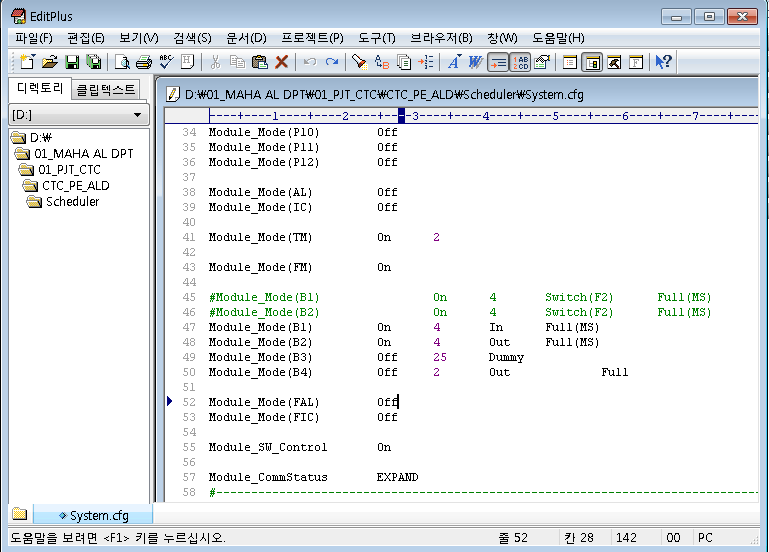 EditPlus
파일(F) 편집(E) 보기(V) 검색(S) 문서(D) 프로젝트(P) 도구(T) 브라우저(B) 창(W) 도움말(H)
디렉토리 클립텍스트
[D:]
D:₩
01_MAHA AL DPT
01_PJT_CTC
CTC_PE_ALD
Scheduler
D:₩01_MAHA AL DPT₩01_PJT_CTC₩CTC_PE_ALD₩Scheduler₩System.cfg
----+----1----+----2----+----3----+----4----+----5----+----6----+----7----+--
34 Module_Mode(P10) Off
35 Module_Mode(P11) Off
36 Module_Mode(P12) Off
37
38 Module_Mode(AL) Off
39 Module_Mode(IC) Off
40
41 Module_Mode(TM) On 2
42
43 Module_Mode(FM) On
44
45 #Module_Mode(B1) On 4 Switch(F2) Full(MS)
46 #Module_Mode(B2) On 4 Switch(F2) Full(MS)
47 Module_Mode(B1) On 4 In Full(MS)
48 Module_Mode(B2) On 4 Out Full(MS)
49 Module_Mode(B3) Off 25 Dummy
50 Module_Mode(B4) Off 2 Out Full
51
52 Module_Mode(FAL) Off
53 Module_Mode(FIC) Off
54
55 Module_SW_Control On
56
57 Module_CommStatus EXPAND
58 #------------------------------------------------------------------------------
System.cfg
도움말을 보려면 <F1> 키를 누르십시오. 줄 52 칸 28 142 00 PC